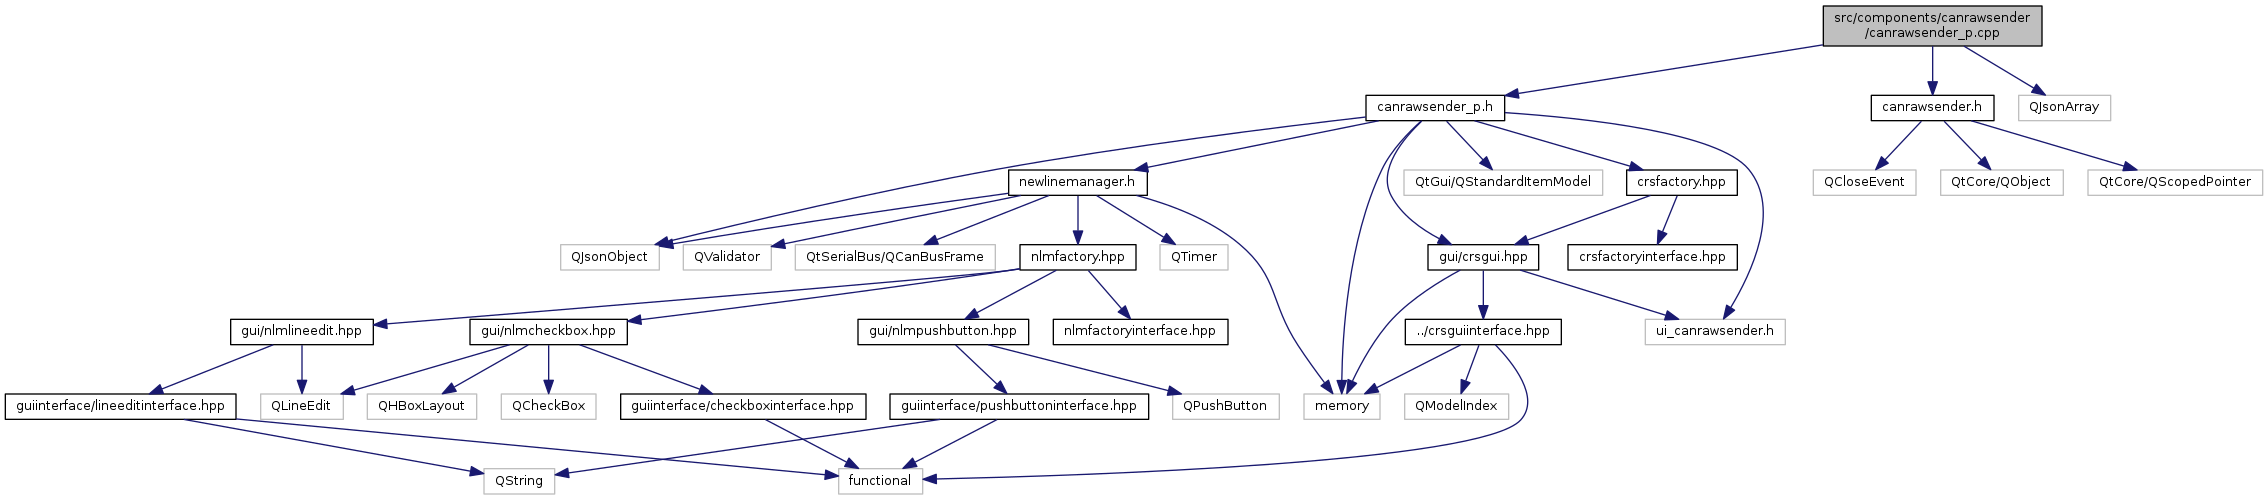 src/components/canrawsender
/canrawsender_p.cpp
canrawsender_p.h
canrawsender.h
QJsonArray
newlinemanager.h
QtGui/QStandardItemModel
crsfactory.hpp
QCloseEvent
QtCore/QObject
QtCore/QScopedPointer
QJsonObject
QValidator
QtSerialBus/QCanBusFrame
nlmfactory.hpp
QTimer
gui/crsgui.hpp
crsfactoryinterface.hpp
gui/nlmlineedit.hpp
gui/nlmcheckbox.hpp
gui/nlmpushbutton.hpp
nlmfactoryinterface.hpp
../crsguiinterface.hpp
ui_canrawsender.h
guiinterface/lineeditinterface.hpp
QLineEdit
QHBoxLayout
QCheckBox
guiinterface/checkboxinterface.hpp
guiinterface/pushbuttoninterface.hpp
QPushButton
memory
QModelIndex
QString
functional